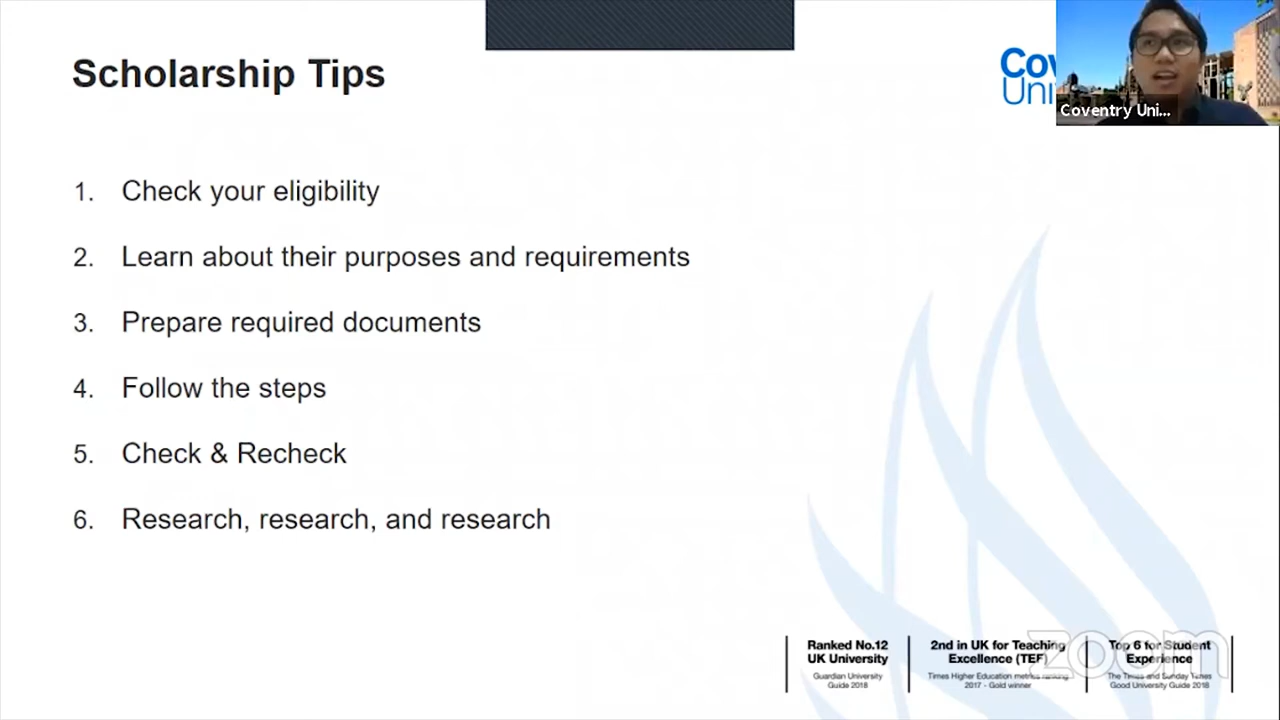 Scholarship Tips
Cov
Uni
Coventry Uni...
1. Check your eligibility
2. Learn about their purposes and requirements
3. Prepare required documents
4. Follow the steps
5. Check & Recheck
6. Research, research, and research
Ranked No.12
UK University
Guardian University
Guide 2018
2nd in UK for Teaching
Excellence (TEF)
Times Higher Education metrics ranking
2017 - Gold winner
Top 6 for Student
Experience
The Times and Sunday Times
Good University Guide 2018
zoom